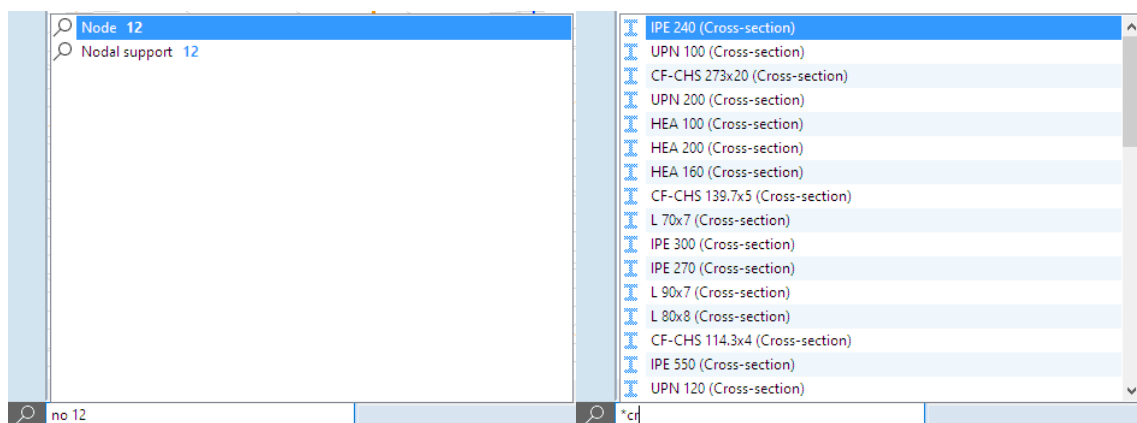 Node 12
Nodal support 12
no 12
IPE 240 (Cross-section)
UPN 100 (Cross-section)
CF-CHS 273x20 (Cross-section)
UPN 200 (Cross-section)
HEA 100 (Cross-section)
HEA 200 (Cross-section)
HEA 160 (Cross-section)
CF-CHS 139.7x5 (Cross-section)
L 70x7 (Cross-section)
IPE 300 (Cross-section)
IPE 270 (Cross-section)
L 90x7 (Cross-section)
L 80x8 (Cross-section)
CF-CHS 114.3x4 (Cross-section)
IPE 550 (Cross-section)
UPN 120 (Cross-section)
*cr